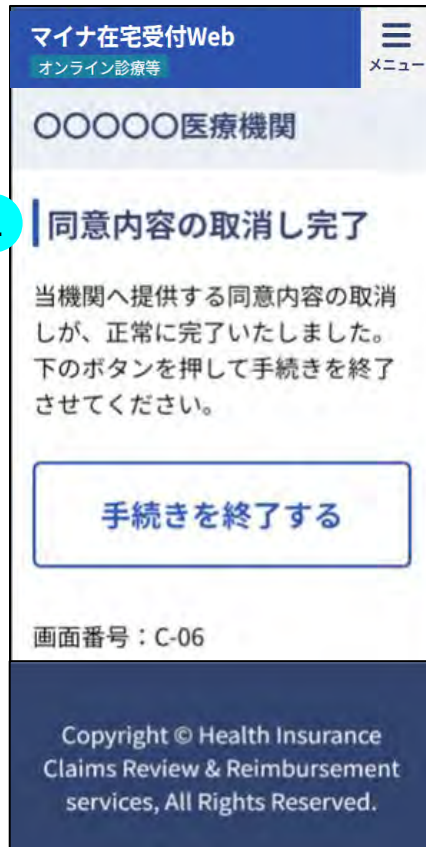 マイナ在宅受付Web
オンライン診療等
メニュー
〇〇〇〇〇医療機関
同意内容の取消し完了
当機関へ提供する同意内容の取消
しが、正常に完了いたしました。
下のボタンを押して手続きを終了
させてください。
手続きを終了する
画面番号：C-06
Copyright © Health Insurance
Claims Review & Reimbursement
services, All Rights Reserved.